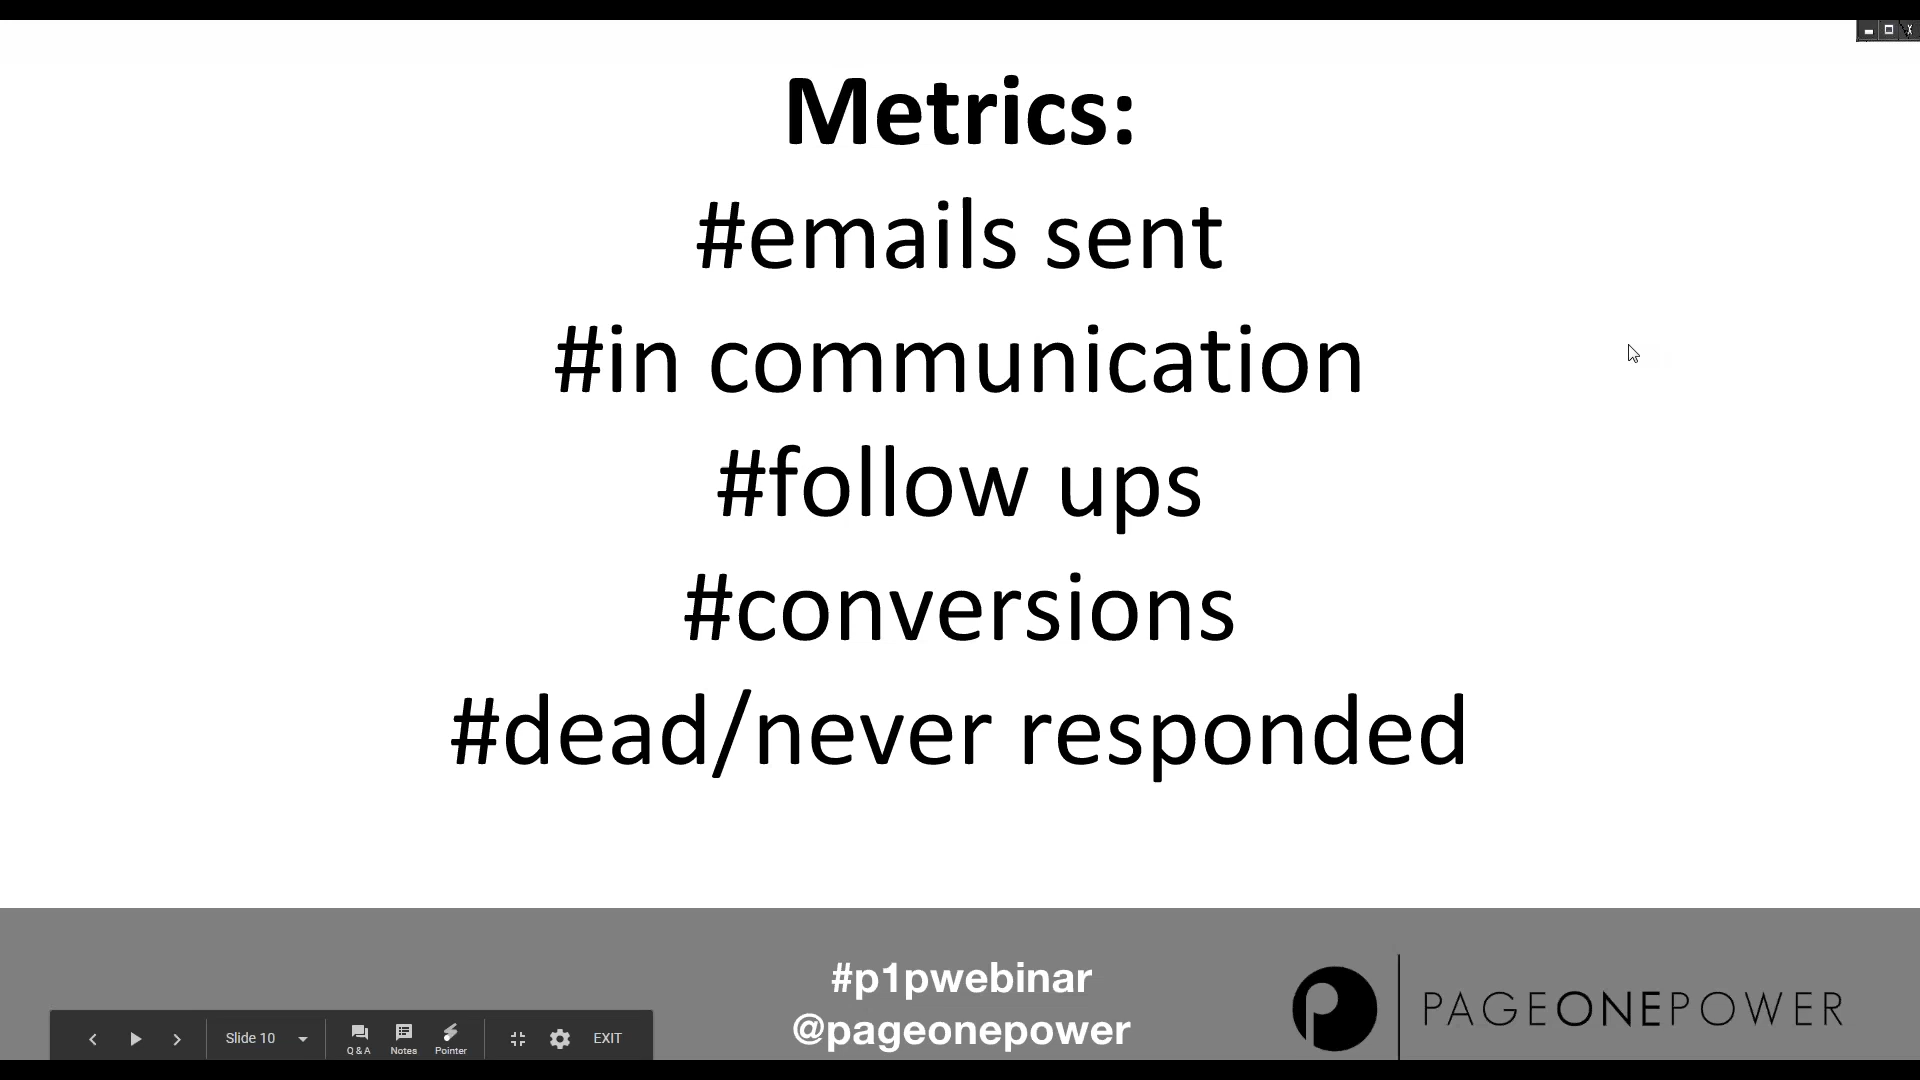 Metrics:
#emails sent
#in communication
#follow ups
#conversions
#dead/never responded
#p1pwebinar
@pageonepower
PAGEONEPOWER
Slide 10
Q & A
Notes
Pointer
EXIT